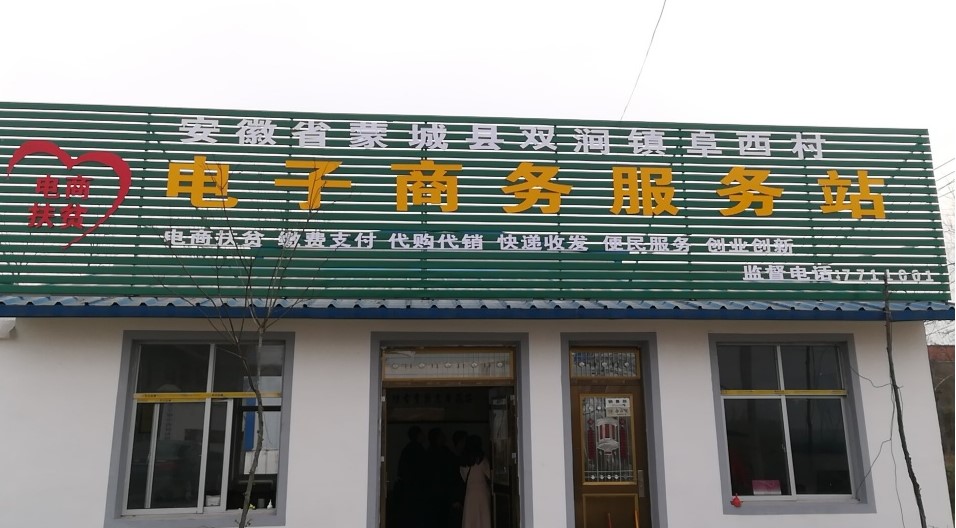 安徽省蒙城县双涧镇阜西村
电商
扶贫
电子商务服务站
电商扶贫 缴费支付 代购代销 快递收发 便民服务 创业创新
监督电话:7711661